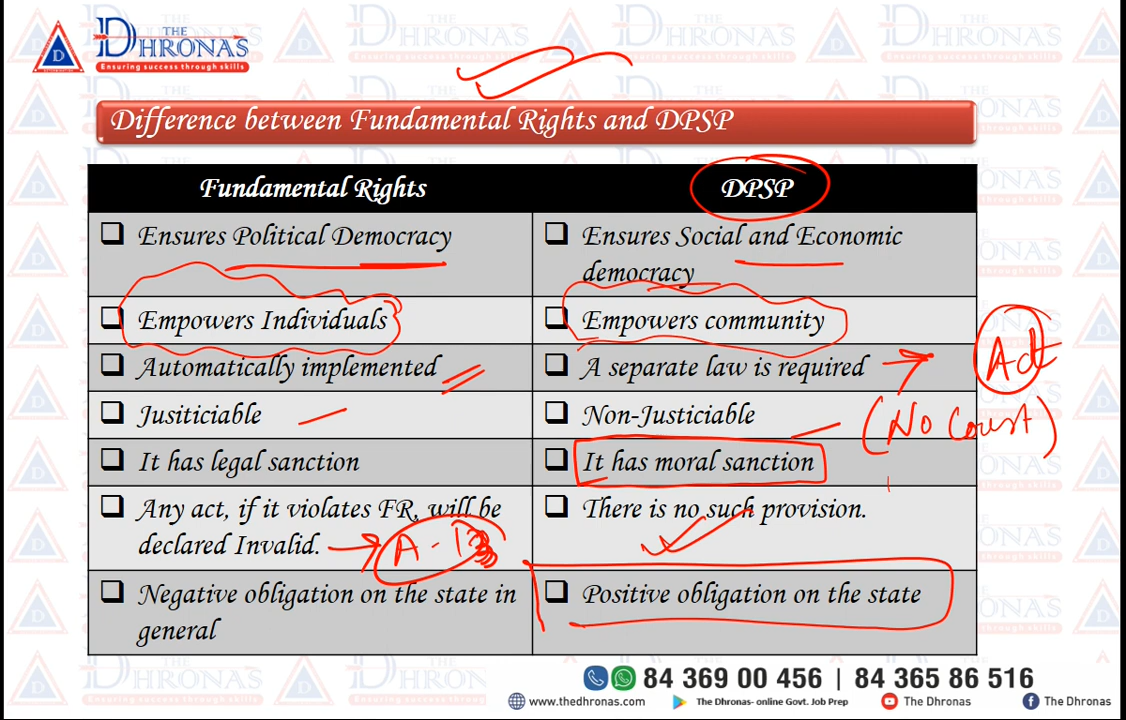 THE
DHRONAS
Ensuring success through skills
Difference between Fundamental Rights and DPSP
Fundamental Rights
DPSP
Ensures Political Democracy
Ensures Social and Economic
democracy
Empowers Individuals
Empowers community
Automatically implemented
A separate law is required
Act
Jusiticiable
Non-Justiciable
(No Court)
It has legal sanction
It has moral sanction
Any act, if it violates FR, will be
declared Invalid.
A-13
There is no such provision.
Negative obligation on the state in
general
Positive obligation on the state
84 369 00 456 | 84 365 86 516
www.thedhronas.com
The Dhronas- online Govt. Job Prep
The Dhronas
The Dhronas